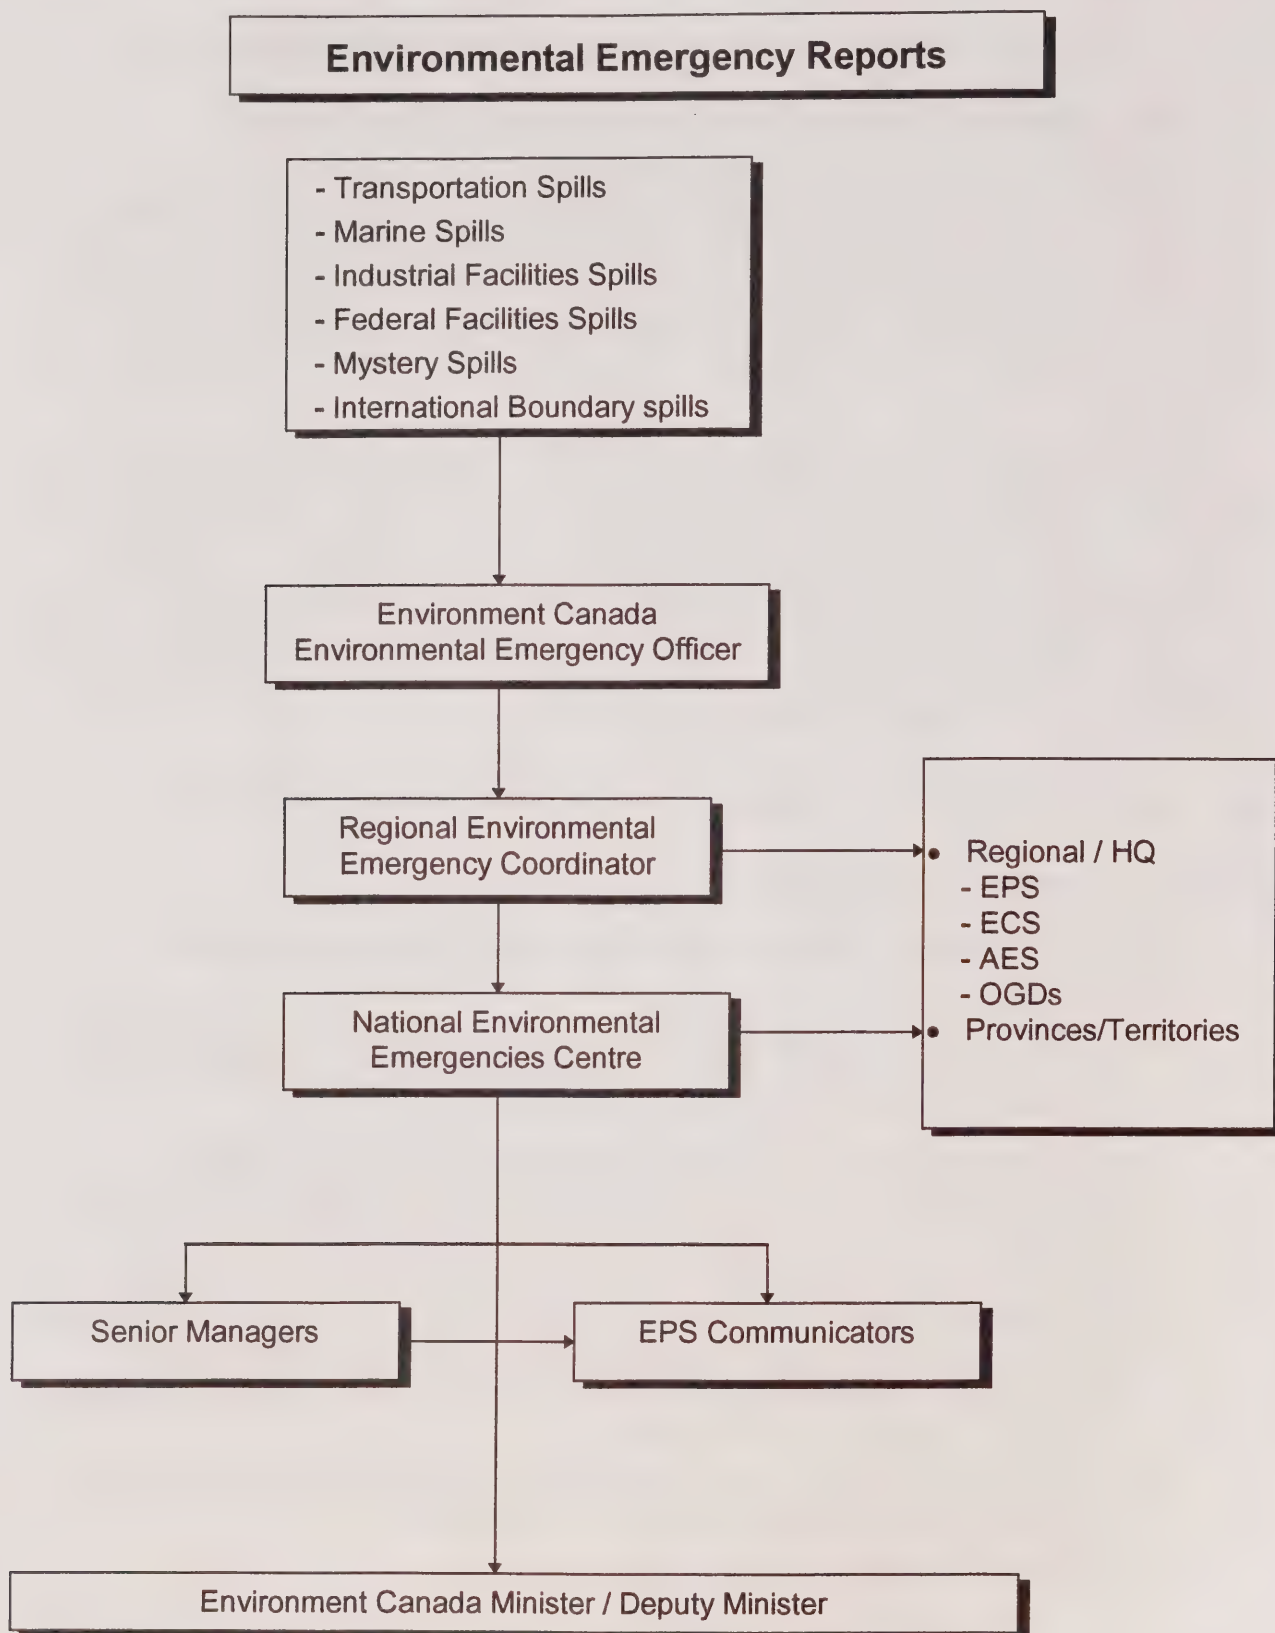 Environmental Emergency Reports
- Transportation Spills
- Marine Spills
- Industrial Facilities Spills
- Federal Facilities Spills
- Mystery Spills
- International Boundary spills
Environment Canada
Environmental Emergency Officer
Regional Environmental
Emergency Coordinator
• Regional / HQ
- EPS
- ECS
- AES
- OGDs
• Provinces/Territories
National Environmental
Emergencies Centre
Senior Managers
EPS Communicators
Environment Canada Minister / Deputy Minister